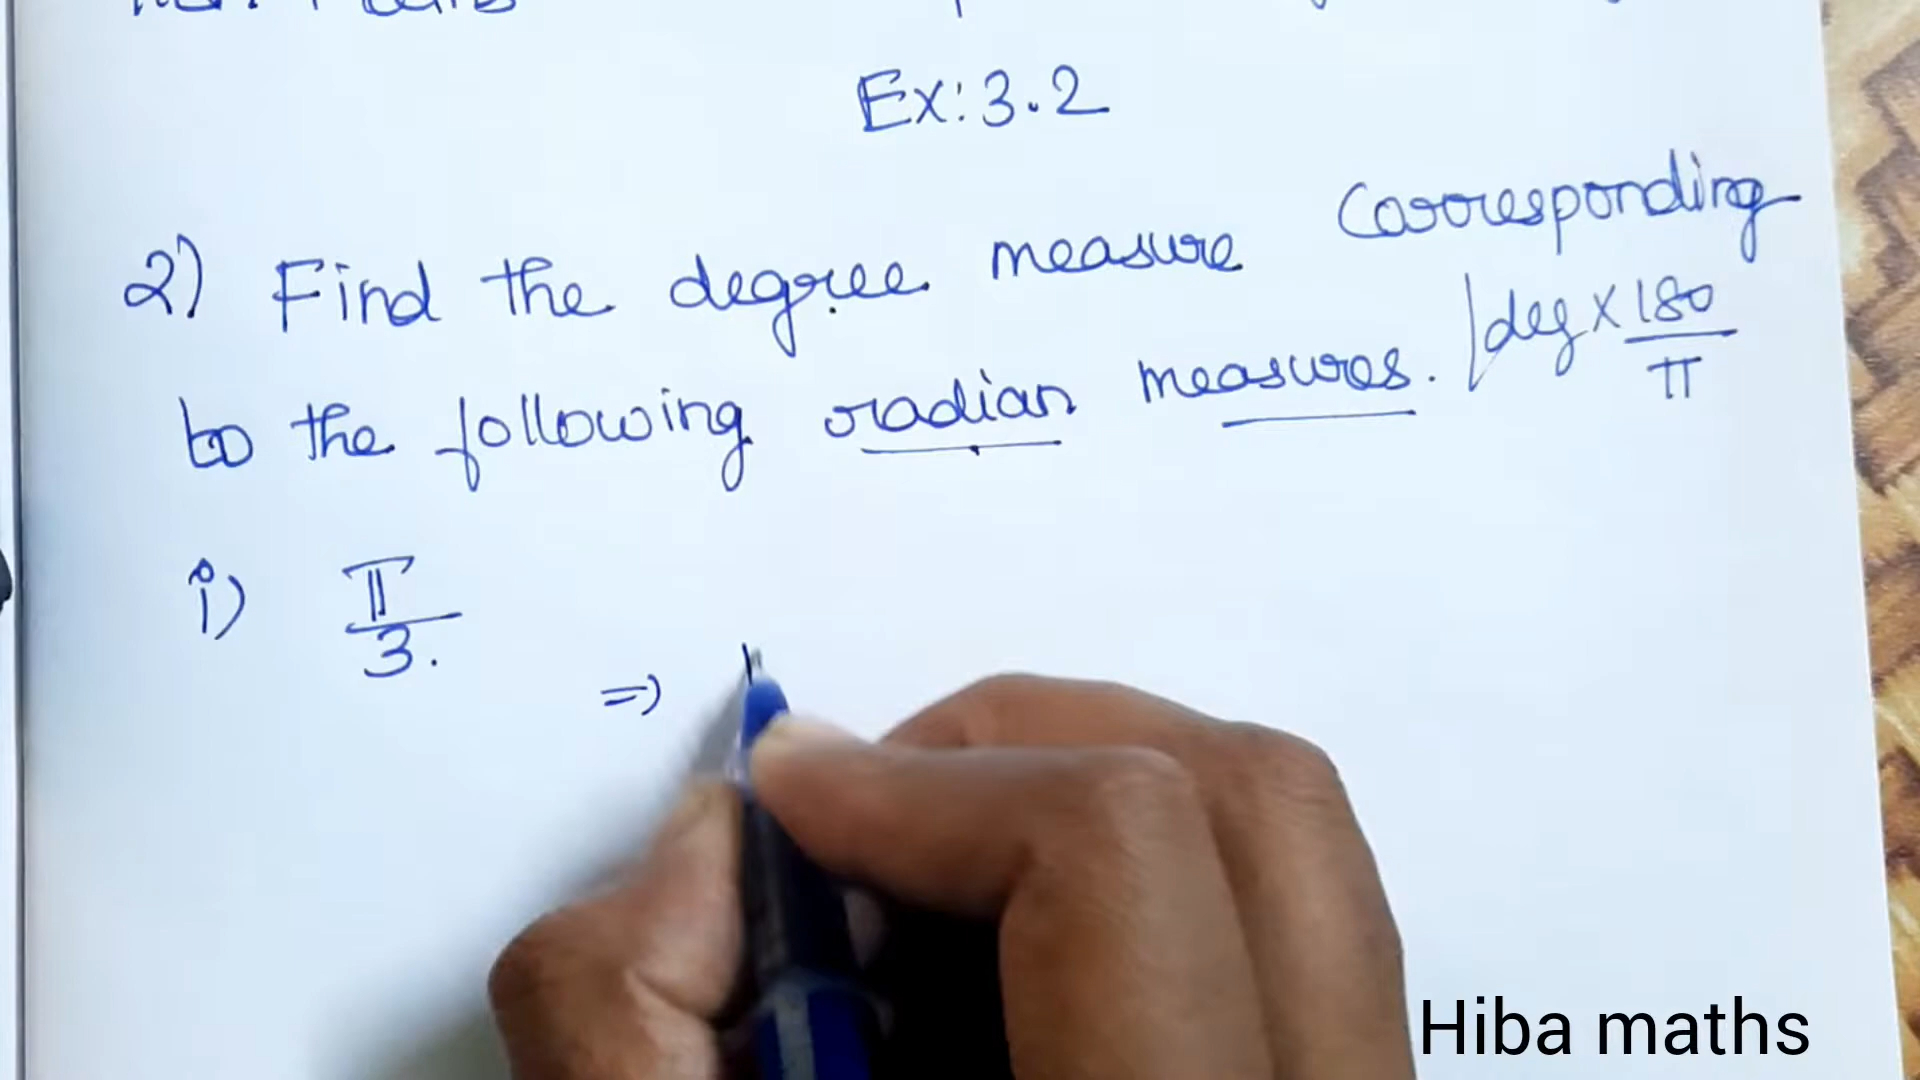 Ex: 3.2
2) Find the degree measure Corresponding
to the following radian measures. | deg × 180/π
i) π/3.
=>
Hiba maths